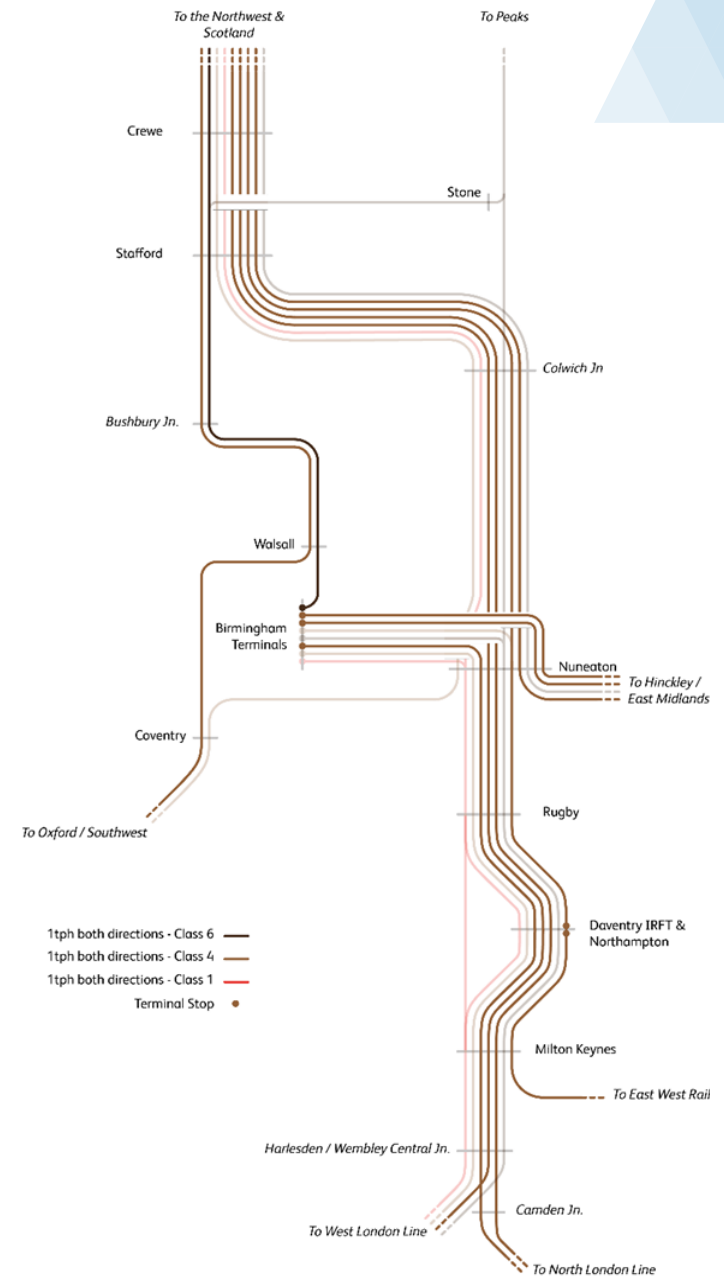 To the Northwest &
Scotland
To Peaks
Crewe
Stone
Stafford
Colwich Jn
Bushbury Jn.
Walsall
Birmingham
Terminals
Nuneaton
To Hinckley /
East Midlands
Coventry
Rugby
To Oxford / Southwest
Daventry IRFT &
Northampton
1tph both directions - Class 6
1tph both directions - Class 4
1tph both directions - Class 1
Terminal Stop
Milton Keynes
To East West Rail
Harlesden / Wembley Central Jn.
Camden Jn.
To West London Line
To North London Line